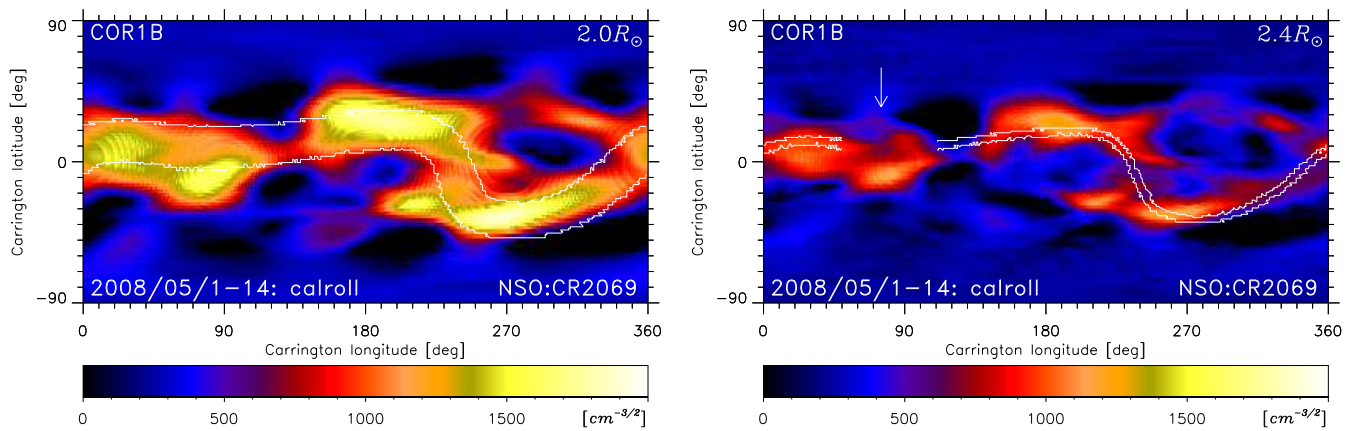 90
COR1B
2.0R⊙
Carrington latitude [deg]
0
2008/05/1-14: calroll
NSO:CR2069
-90
0
90
180
270
360
Carrington longitude [deg]
0
500
1000
1500
[cm^{-3/2}]
90
COR1B
2.4R⊙
Carrington latitude [deg]
0
2008/05/1-14: calroll
NSO:CR2069
-90
0
90
180
270
360
Carrington longitude [deg]
0
500
1000
1500
[cm^{-3/2}]